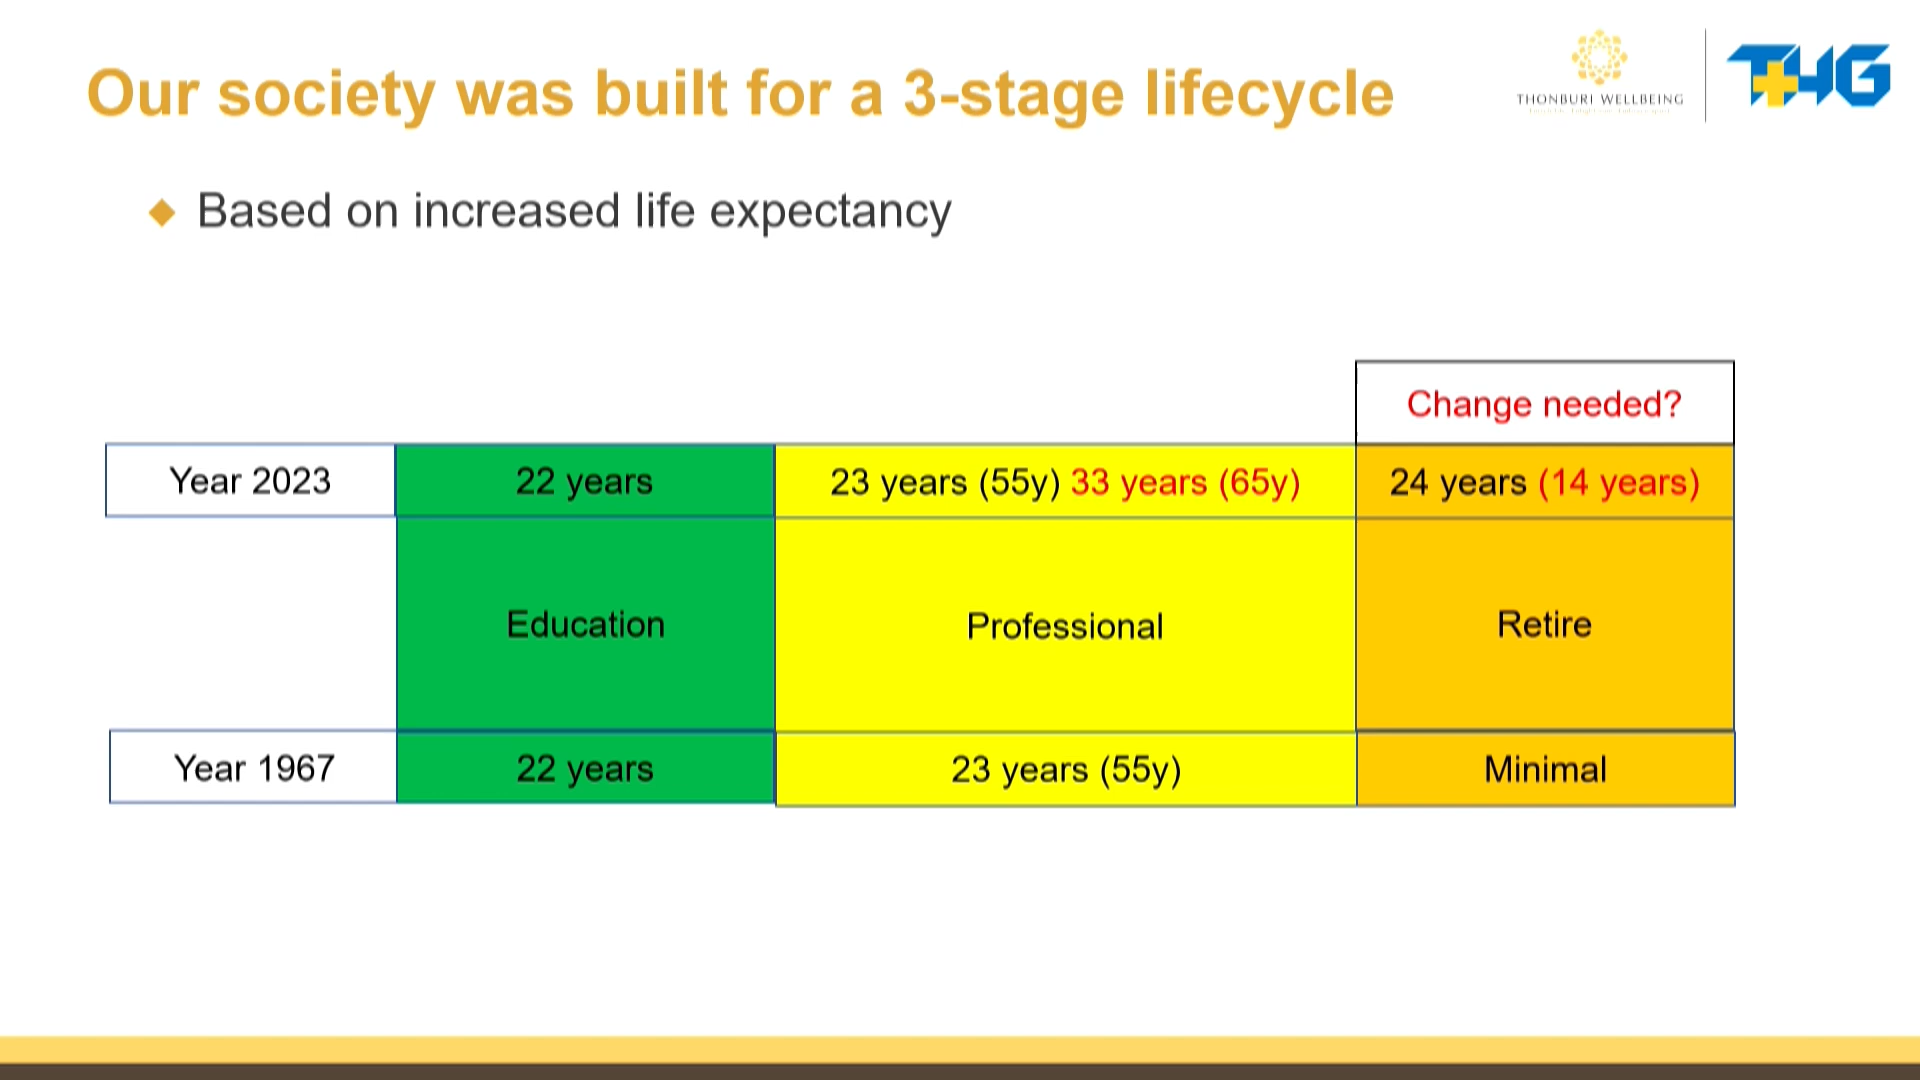 Our society was built for a 3-stage lifecycle
THONBURI WELLBEING
THG
Based on increased life expectancy
Change needed?
Year 2023
22 years
23 years (55y) 33 years (65y)
24 years (14 years)
Education
Professional
Retire
Year 1967
22 years
23 years (55y)
Minimal